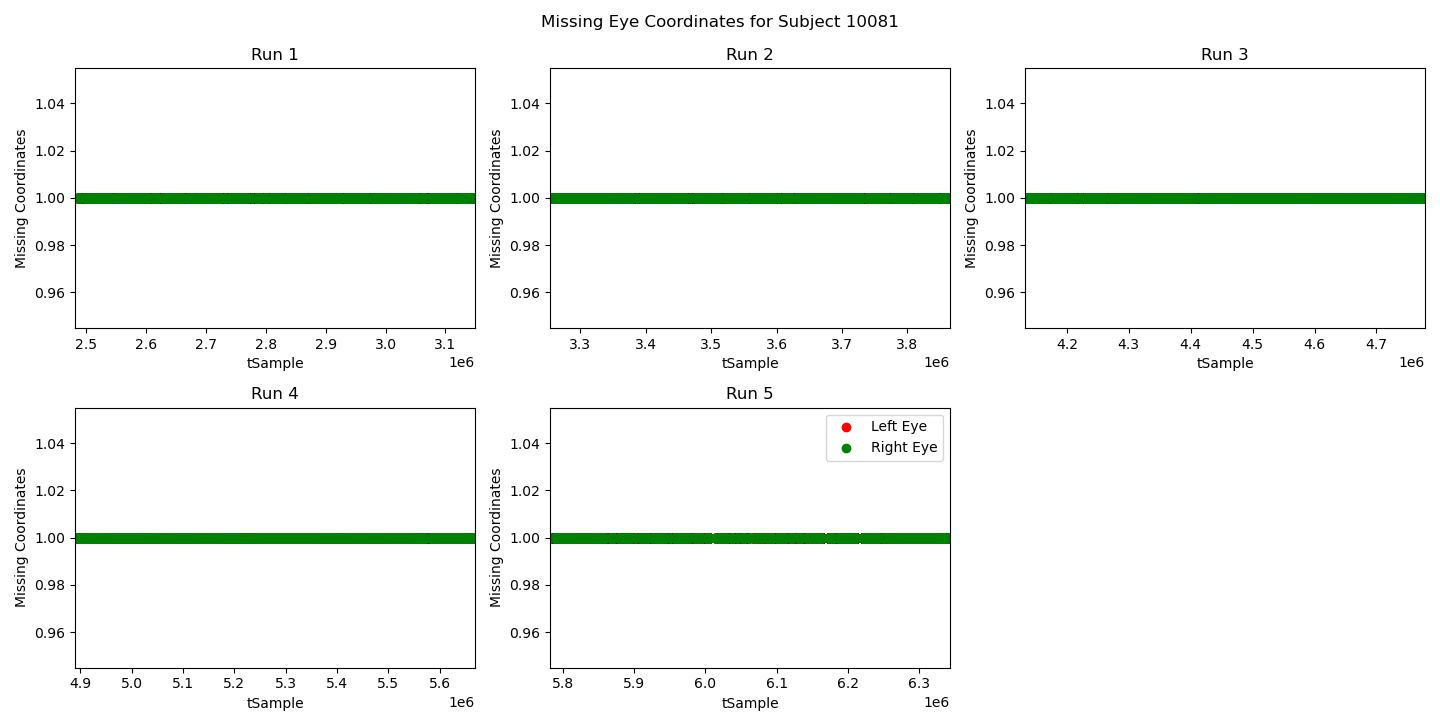 Missing Eye Coordinates for Subject 10081
Run 1
Missing Coordinates
1.04
1.02
1.00
0.98
0.96
2.5 2.6 2.7 2.8 2.9 3.0 3.1
tSample
1e6
Run 2
Missing Coordinates
1.04
1.02
1.00
0.98
0.96
3.3 3.4 3.5 3.6 3.7 3.8
tSample
1e6
Run 3
Missing Coordinates
1.04
1.02
1.00
0.98
0.96
4.2 4.3 4.4 4.5 4.6 4.7
tSample
1e6
Run 4
Missing Coordinates
1.04
1.02
1.00
0.98
0.96
4.9 5.0 5.1 5.2 5.3 5.4 5.5 5.6
tSample
1e6
Run 5
Left Eye
Right Eye
Missing Coordinates
1.04
1.02
1.00
0.98
0.96
5.8 5.9 6.0 6.1 6.2 6.3
tSample
1e6